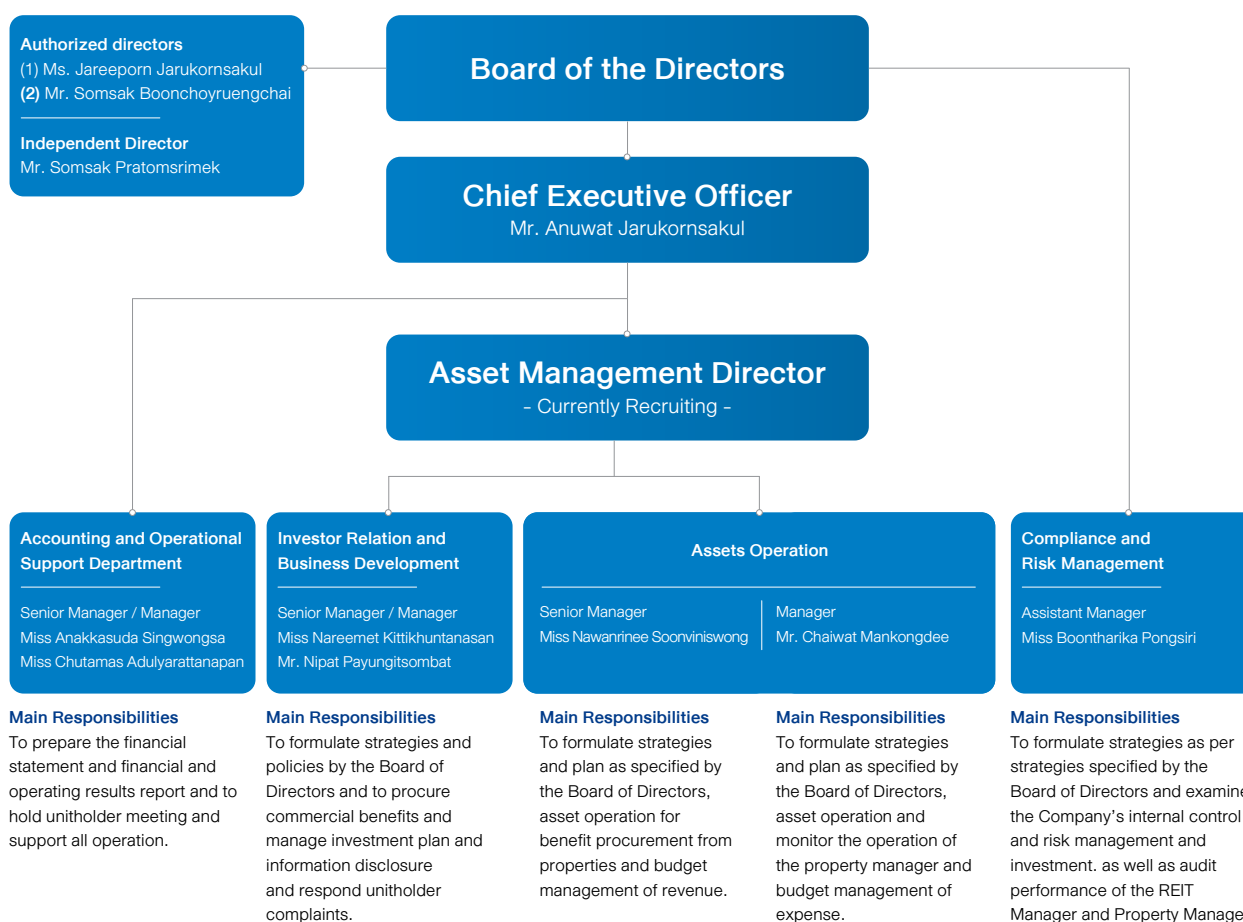 Authorized directors
(1) Ms. Jareeporn Jarukornsakul
(2) Mr. Somsak Boonchoyruengchai
Independent Director
Mr. Somsak Pratomsrimek
Board of the Directors
Chief Executive Officer
Mr. Anuwat Jarukornsakul
Asset Management Director
- Currently Recruiting -
Accounting and Operational
Support Department
Senior Manager / Manager
Miss Anakkasuda Singwongsa
Miss Chutamas Adulyarattanapan
Investor Relation and
Business Development
Senior Manager / Manager
Miss Nareemet Kittikhuntanasan
Mr. Nipat Payungitsombat
Assets Operation
Senior Manager
Miss Nawanrinee Soonviniswong
Manager
Mr. Chaiwat Mankongdee
Compliance and
Risk Management
Assistant Manager
Miss Boontharika Pongsiri
Main Responsibilities
To prepare the financial
statement and financial and
operating results report and to
hold unitholder meeting and
support all operation.
Main Responsibilities
To formulate strategies and
policies by the Board of
Directors and to procure
commercial benefits and
manage investment plan and
information disclosure
and respond unitholder
complaints.
Main Responsibilities
To formulate strategies
and plan as specified by
the Board of Directors,
asset operation for
benefit procurement from
properties and budget
management of revenue.
Main Responsibilities
To formulate strategies
and plan as specified by
the Board of Directors,
asset operation and
monitor the operation of
the property manager and
budget management of
expense.
Main Responsibilities
To formulate strategies as per
strategies specified by the
Board of Directors and examine
the Company's internal control
and risk management and
investment. as well as audit
performance of the REIT
Manager and Property Manage